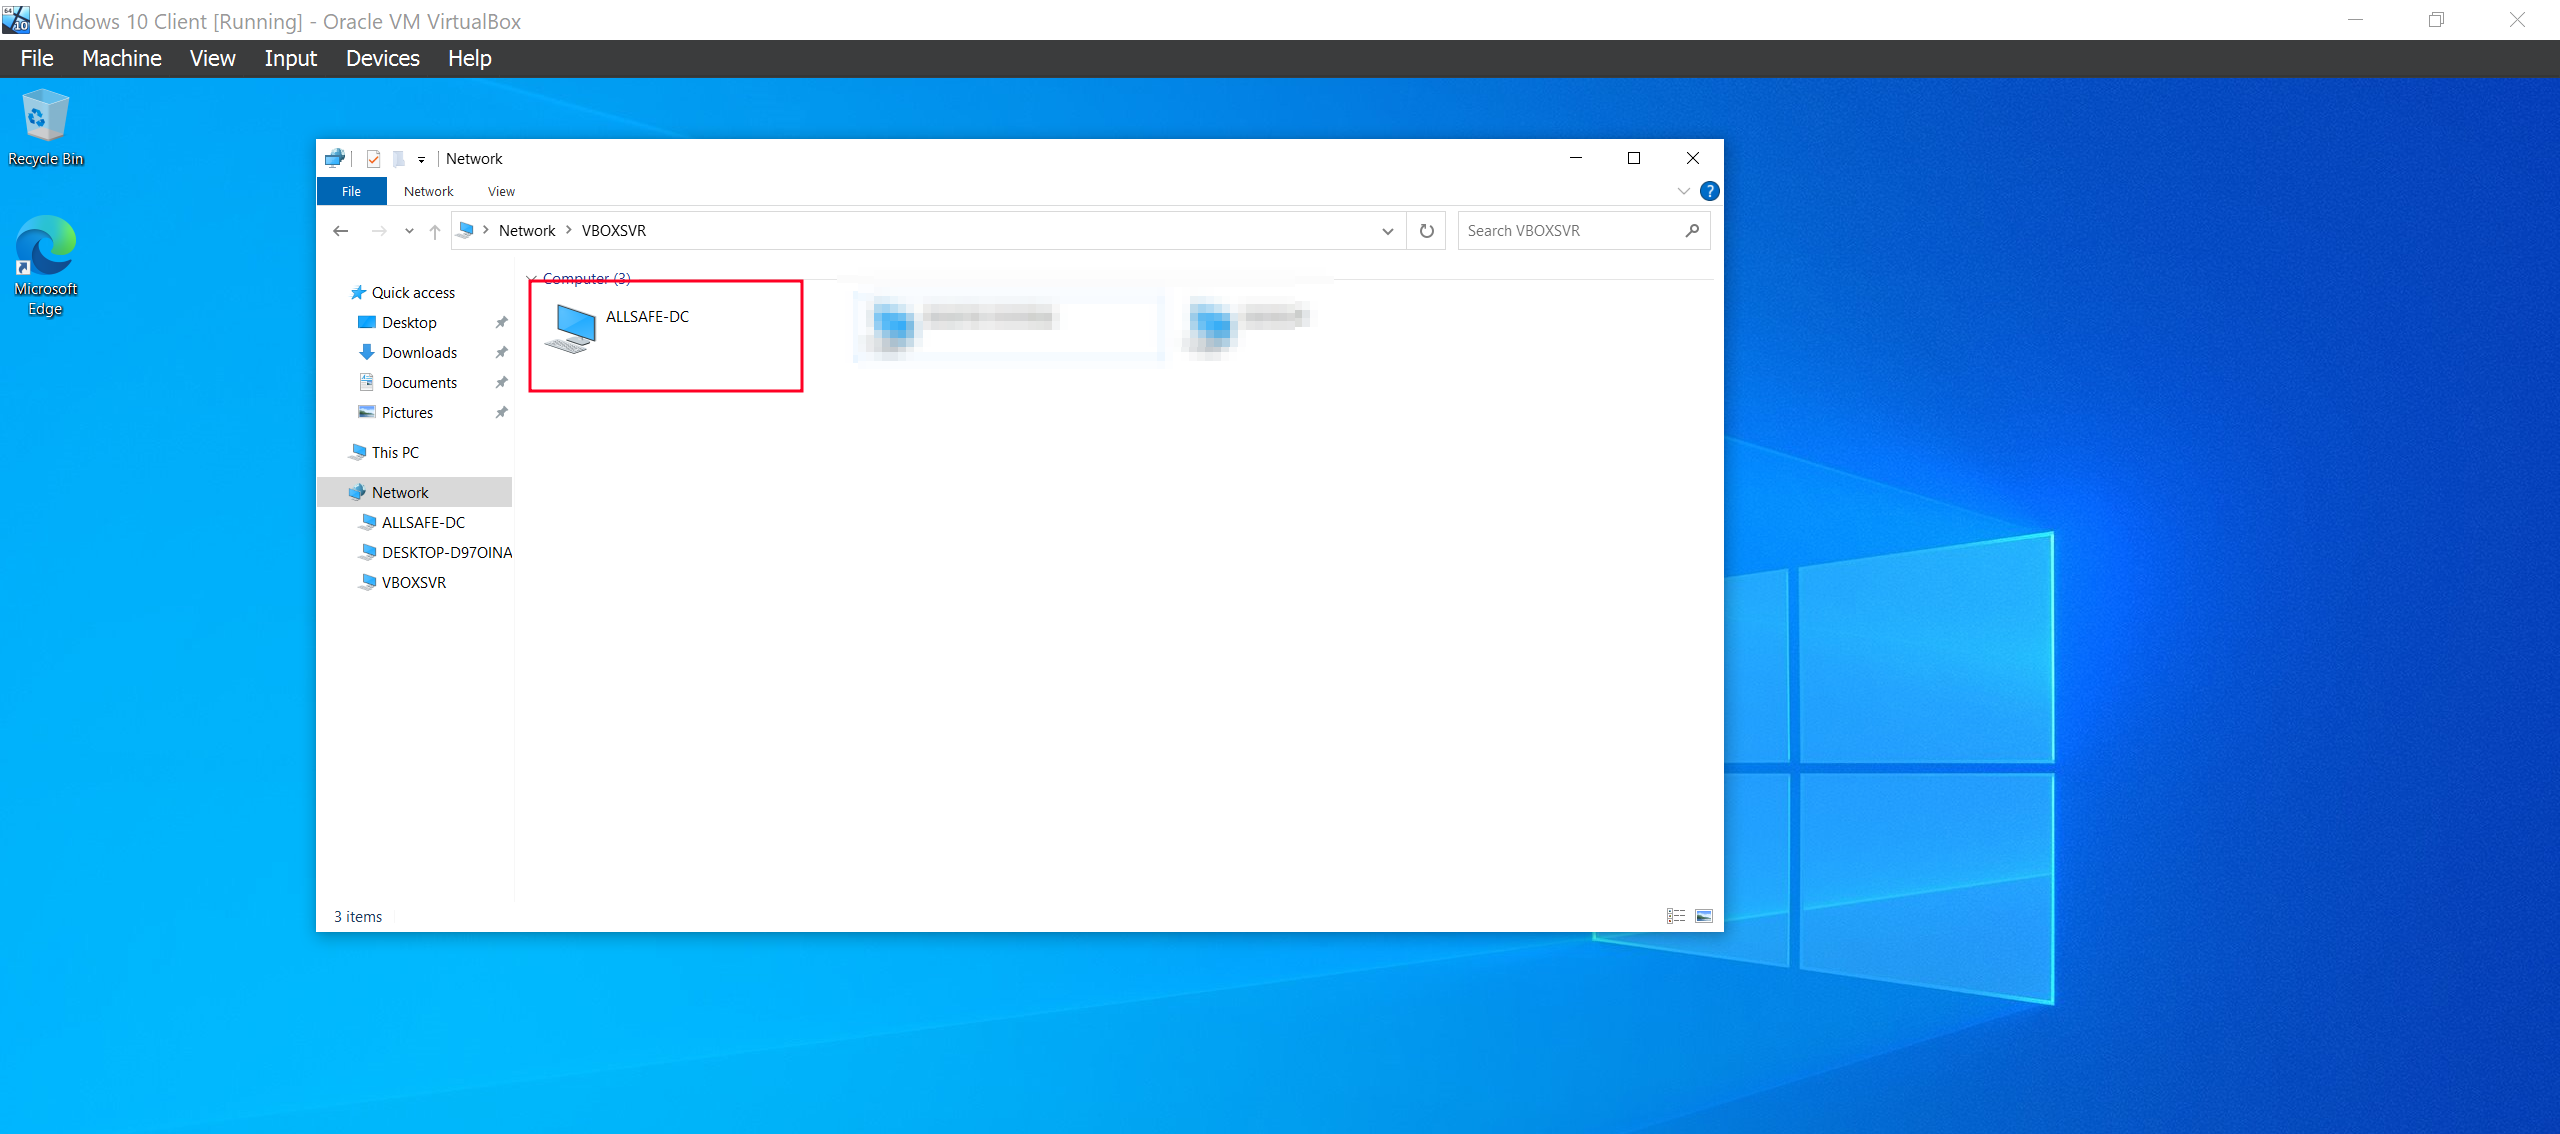 Windows 10 Client [Running] - Oracle VM VirtualBox
File Machine View Input Devices Help
Recycle Bin
Microsoft
Edge
Network
File Network View
Network VBOXSVR
Search VBOXSVR
Quick access
Desktop
Downloads
Documents
Pictures
This PC
Network
ALLSAFE-DC
DESKTOP-D97OINA
VBOXSVR
Computer (3)
ALLSAFE-DC
3 items